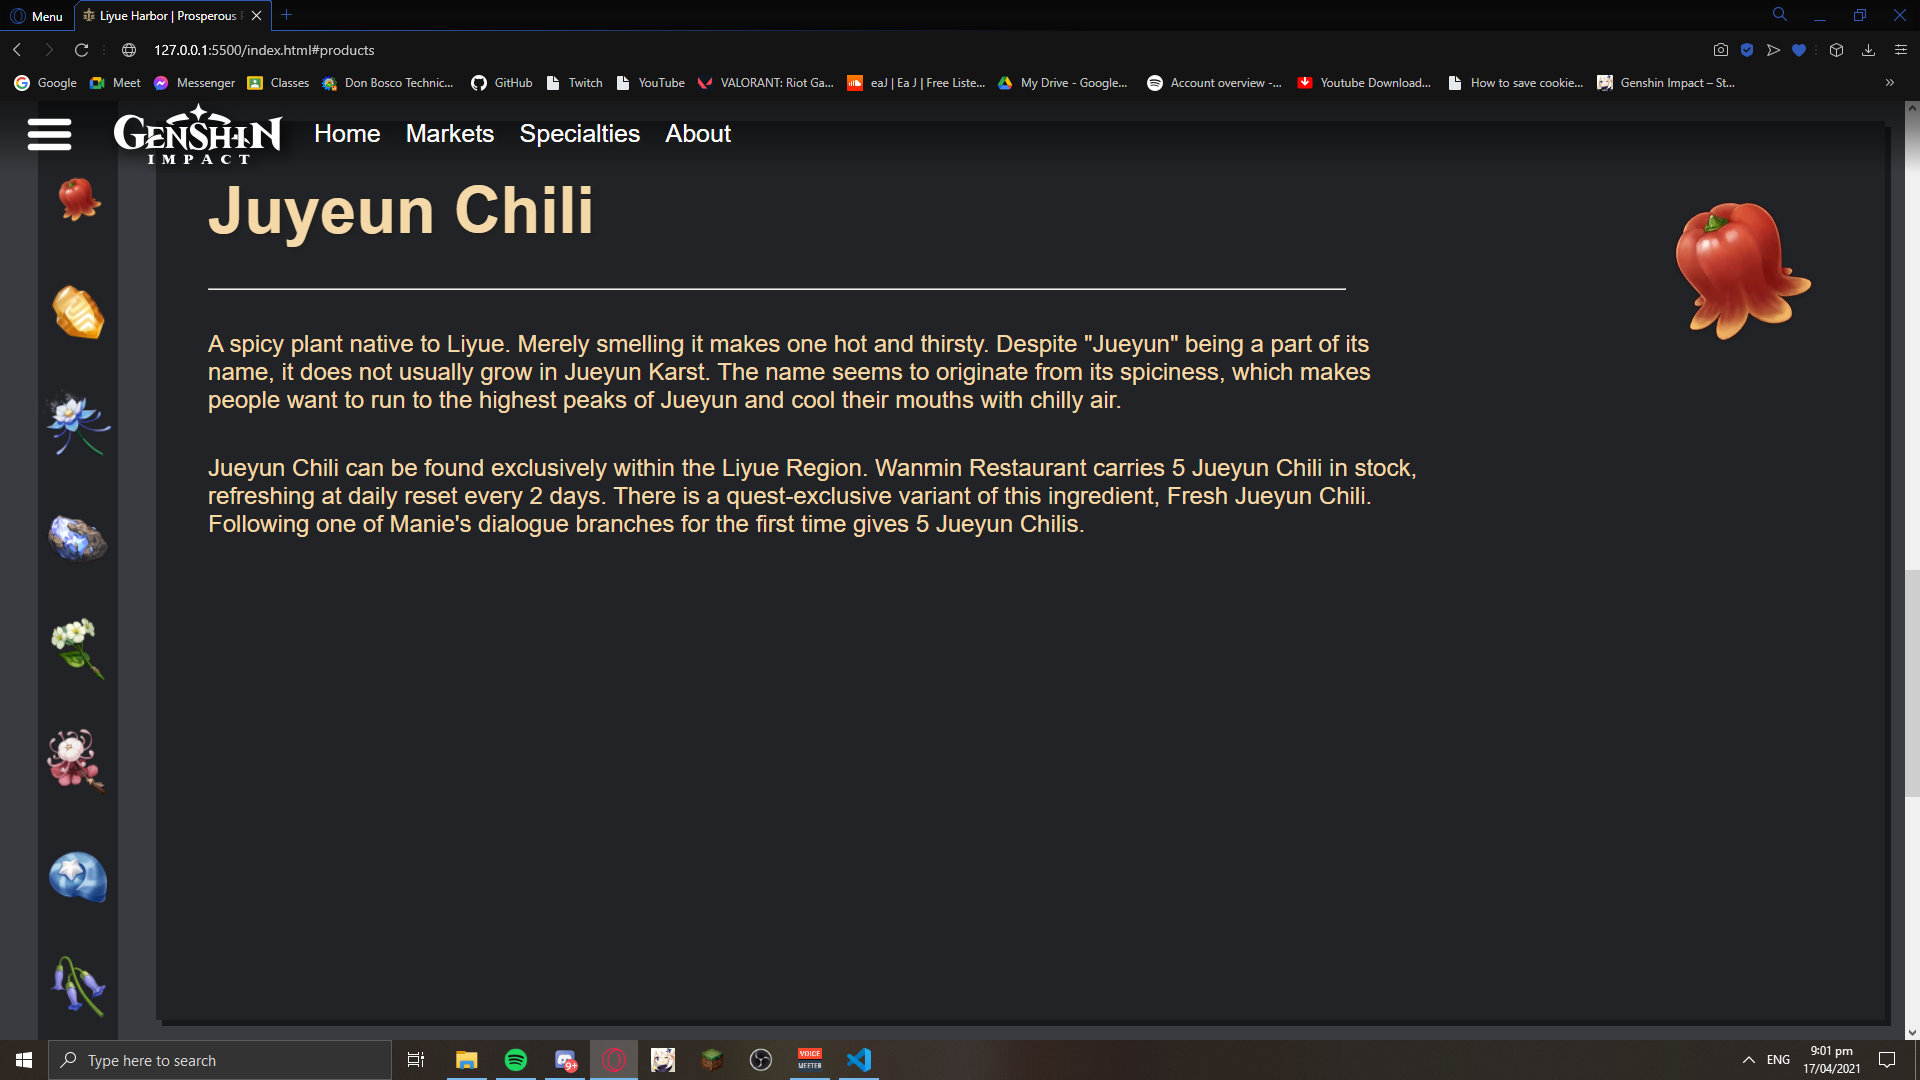 Menu
Liyue Harbor | Prosperous
127.0.0.1:5500/index.html#products
Google Meet Messenger Classes Don Bosco Technic... GitHub Twitch YouTube VALORANT: Riot Ga... eaJ | Ea J | Free Liste... My Drive - Google... Account overview -... Youtube Download... How to save cookie... Genshin Impact – St...
GENSHIN
IMPACT
Home Markets Specialties About
Juyeun Chili
A spicy plant native to Liyue. Merely smelling it makes one hot and thirsty. Despite "Jueyun" being a part of its
name, it does not usually grow in Jueyun Karst. The name seems to originate from its spiciness, which makes
people want to run to the highest peaks of Jueyun and cool their mouths with chilly air.
Jueyun Chili can be found exclusively within the Liyue Region. Wanmin Restaurant carries 5 Jueyun Chili in stock,
refreshing at daily reset every 2 days. There is a quest-exclusive variant of this ingredient, Fresh Jueyun Chili.
Following one of Manie's dialogue branches for the first time gives 5 Jueyun Chilis.
Type here to search
9+
VOICE
MEETER
ENG
9:01 pm
17/04/2021